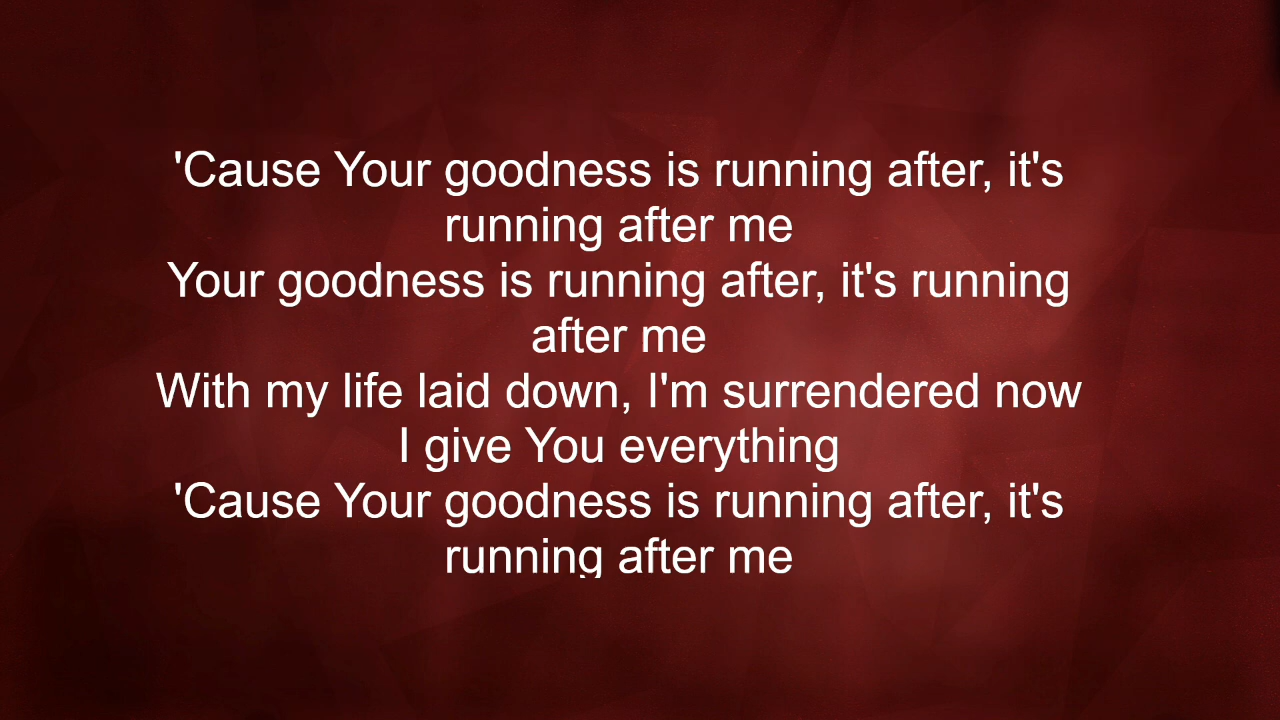 'Cause Your goodness is running after, it's
running after me
Your goodness is running after, it's running
after me
With my life laid down, I'm surrendered now
I give You everything
'Cause Your goodness is running after, it's
running after me